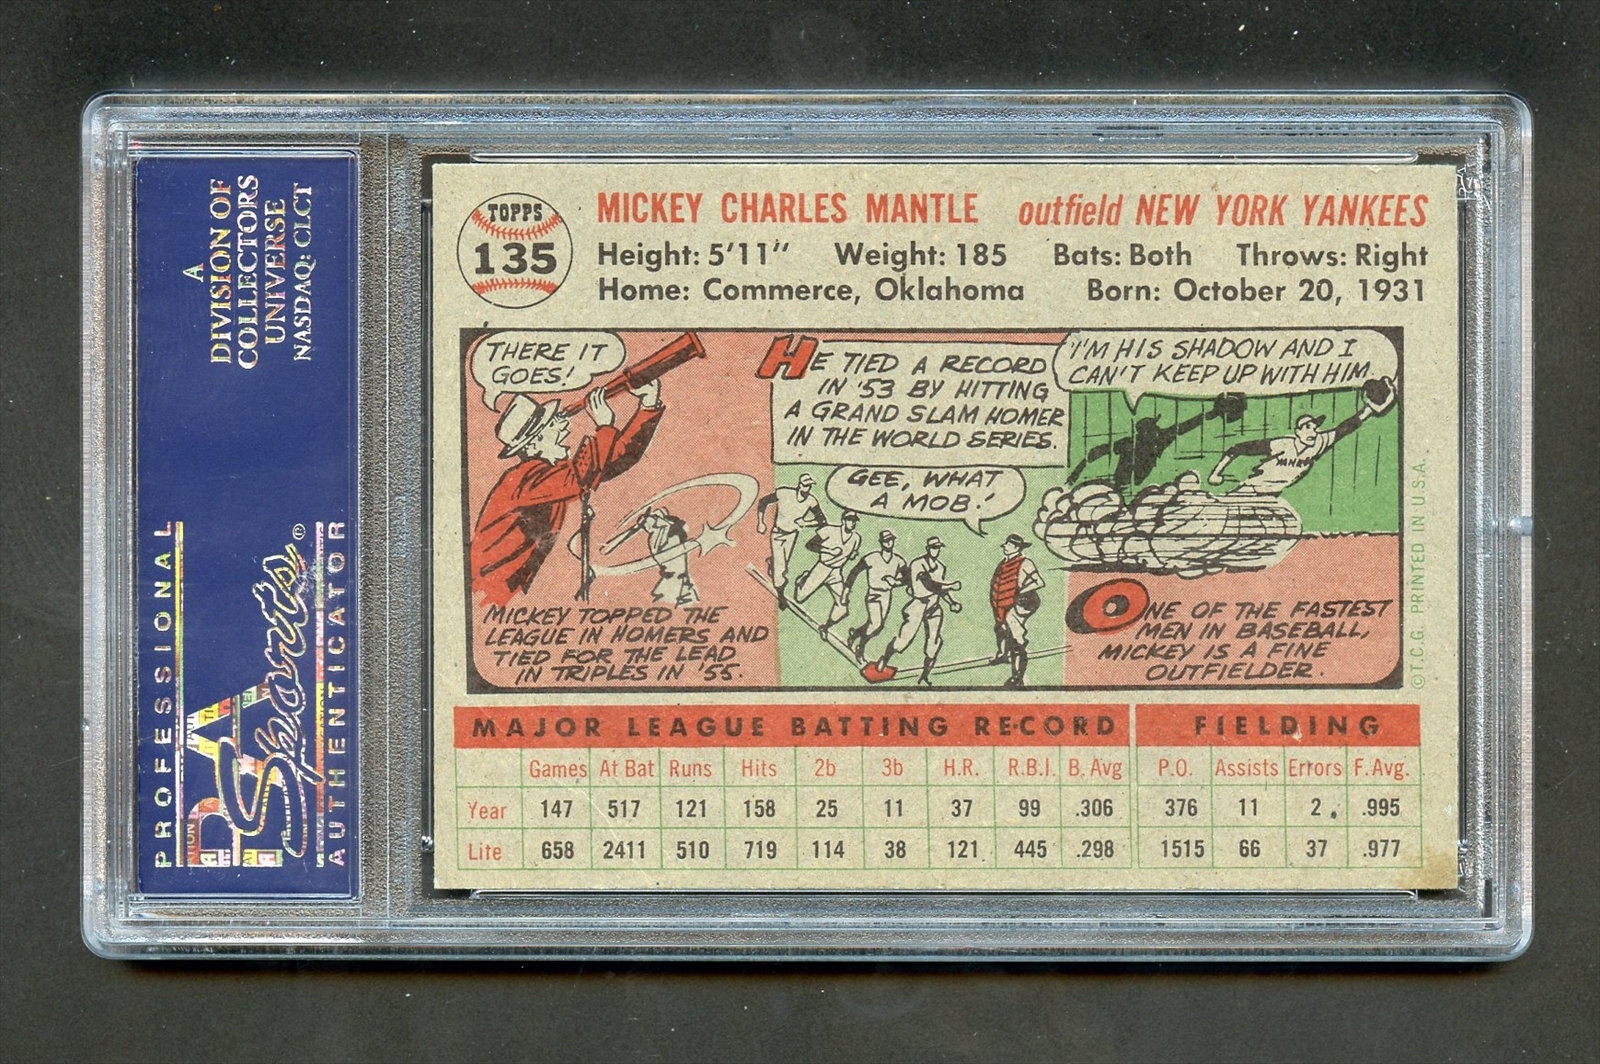 A
DIVISION OF
COLLECTORS
UNIVERSE
NASDAQ: CLCT
PROFESSIONAL
Sports®
AUTHENTICATOR
TOPPS
135
MICKEY CHARLES MANTLE outfield NEW YORK YANKEES
Height: 5'11" Weight: 185 Bats: Both Throws: Right
Home: Commerce, Oklahoma Born: October 20, 1931
THERE IT
GOES!
MICKEY TOPPED THE
LEAGUE IN HOMERS AND
TIED FOR THE LEAD
IN TRIPLES IN '55.
HE TIED A RECORD
IN '53 BY HITTING
A GRAND SLAM HOMER
IN THE WORLD SERIES.
GEE, WHAT
A MOB!
I'M HIS SHADOW AND I
CAN'T KEEP UP WITH HIM.
ONE OF THE FASTEST
MEN IN BASEBALL,
MICKEY IS A FINE
OUTFIELDER.
© T.C.G. PRINTED IN U.S.A.
MAJOR LEAGUE BATTING RECORD FIELDING
Games At Bat Runs Hits 2b 3b H.R. R.B.I. B. Avg P.O. Assists Errors F. Avg.
Year 147 517 121 158 25 11 37 99 .306 376 11 2 .995
Life 658 2411 510 719 114 38 121 445 .298 1515 66 37 .977